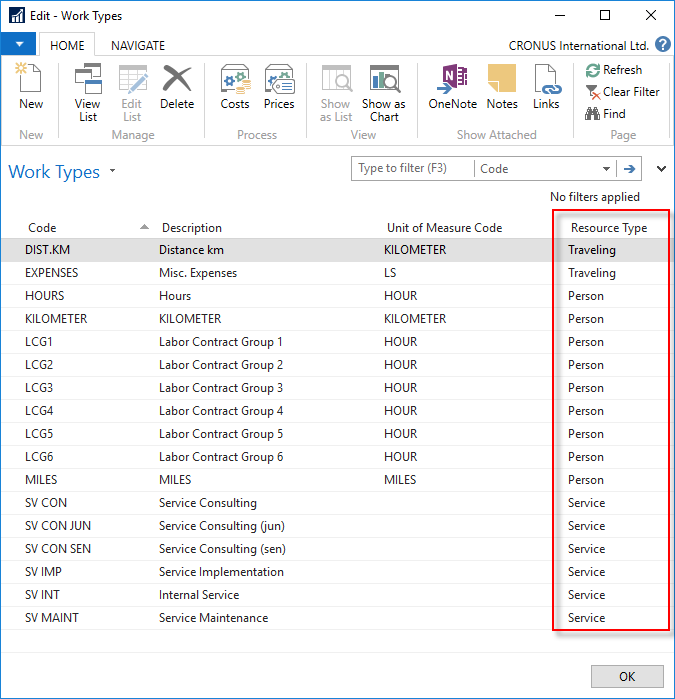 Edit - Work Types
HOME NAVIGATE CRONUS International Ltd. ?
New View List Edit List Delete Costs Prices Show as List Show as Chart OneNote Notes Links Refresh Clear Filter Find
New Manage Process View Show Attached Page
Work Types Type to filter (F3) Code
No filters applied
Code Description Unit of Measure Code Resource Type
DIST.KM Distance km KILOMETER Traveling
EXPENSES Misc. Expenses LS Traveling
HOURS Hours HOUR Person
KILOMETER KILOMETER KILOMETER Person
LCG1 Labor Contract Group 1 HOUR Person
LCG2 Labor Contract Group 2 HOUR Person
LCG3 Labor Contract Group 3 HOUR Person
LCG4 Labor Contract Group 4 HOUR Person
LCG5 Labor Contract Group 5 HOUR Person
LCG6 Labor Contract Group 6 HOUR Person
MILES MILES MILES Person
SV CON Service Consulting Service
SV CON JUN Service Consulting (jun) Service
SV CON SEN Service Consulting (sen) Service
SV IMP Service Implementation Service
SV INT Internal Service Service
SV MAINT Service Maintenance Service
OK